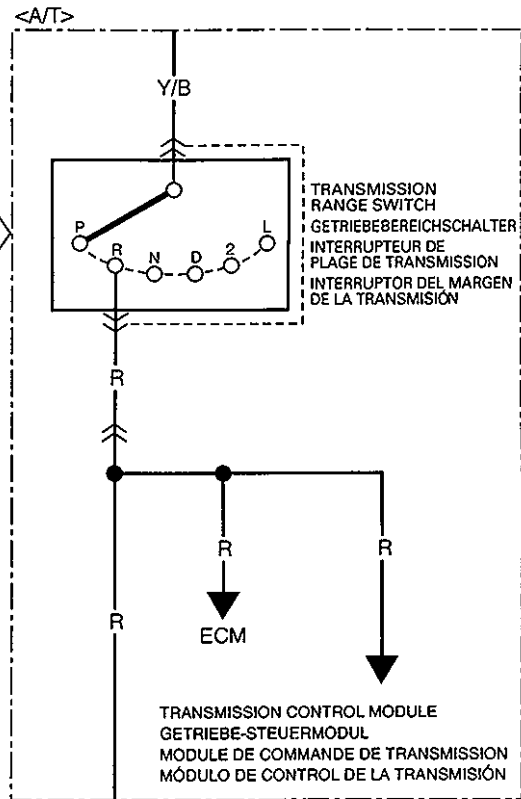 <A/T>
Y/B
TRANSMISSION
RANGE SWITCH
GETRIEBEBEREICHSCHALTER
INTERRUPTEUR DE
PLAGE DE TRANSMISSION
INTERRUPTOR DEL MARGEN
DE LA TRANSMISIÓN
P
R
N
D
2
L
R
R
R
R
ECM
TRANSMISSION CONTROL MODULE
GETRIEBE-STEUERMODUL
MODULE DE COMMANDE DE TRANSMISSION
MÓDULO DE CONTROL DE LA TRANSMISIÓN